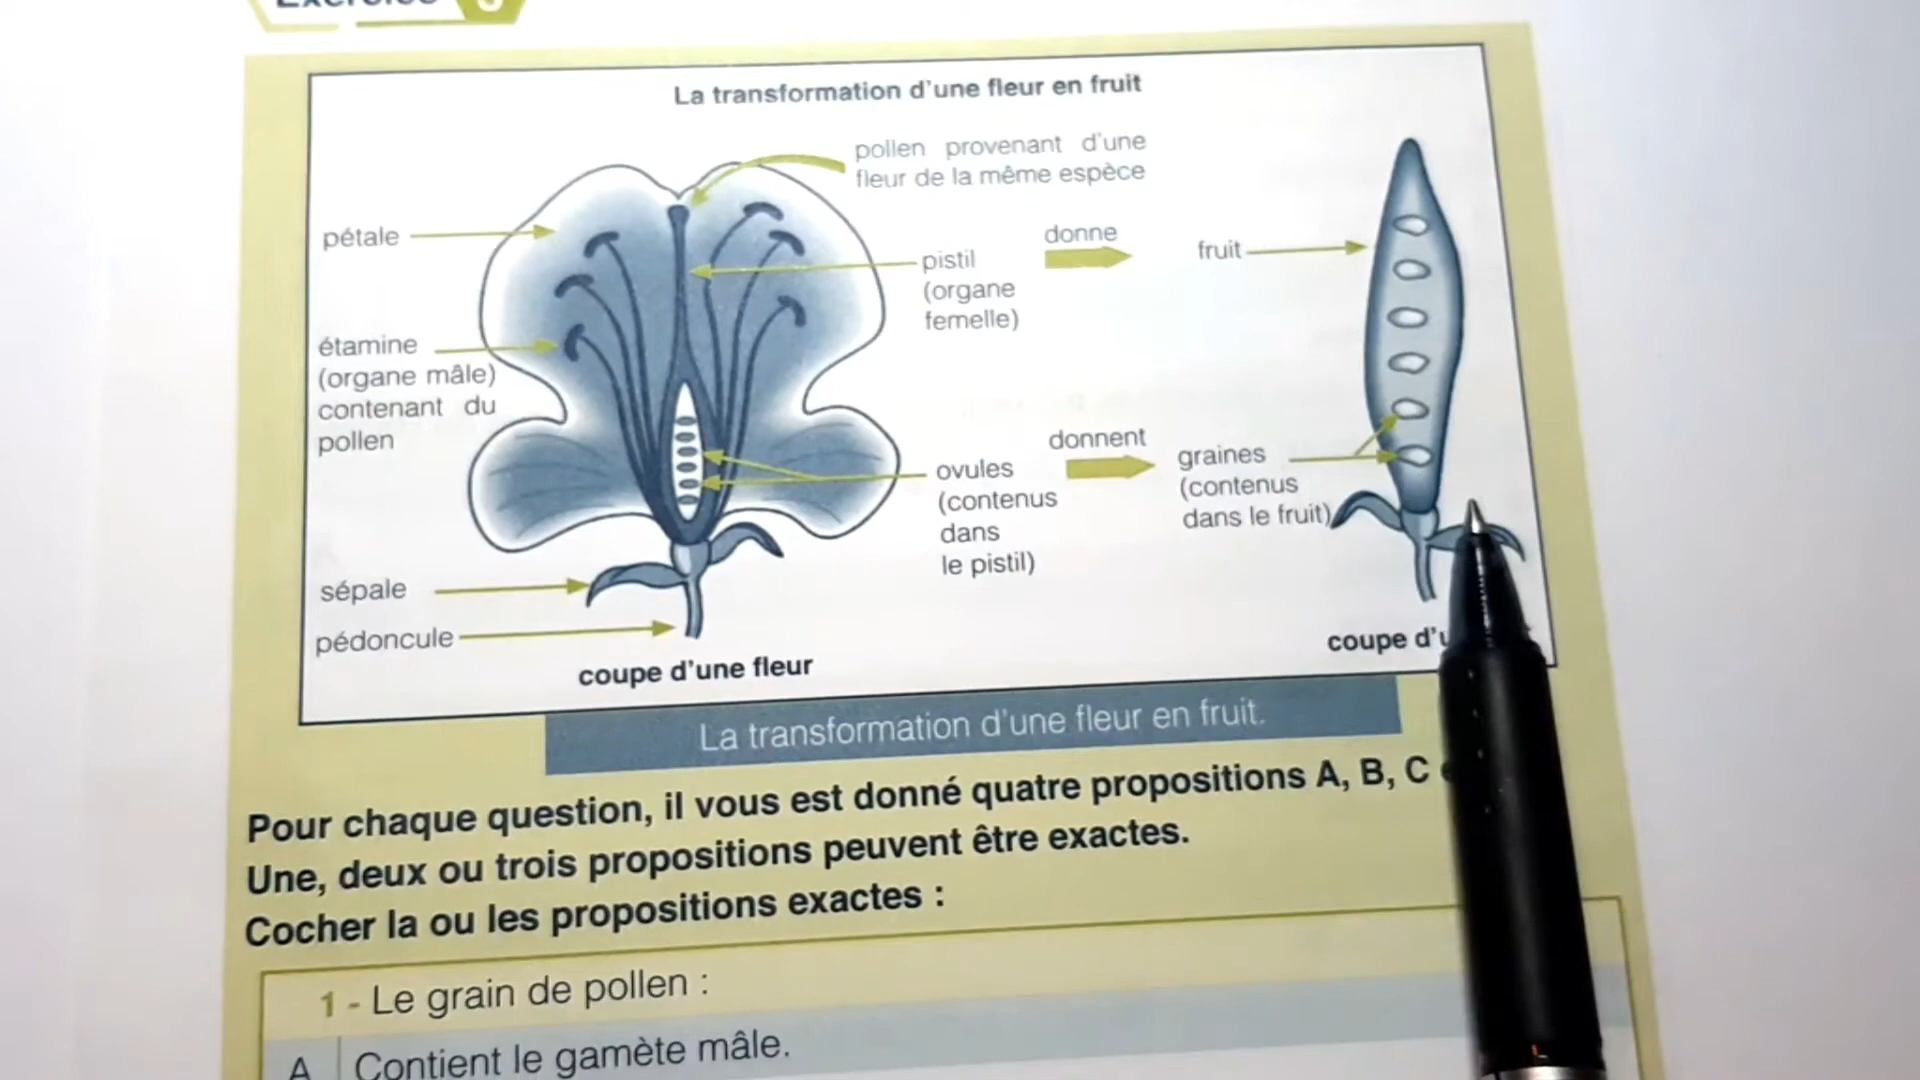 La transformation d'une fleur en fruit
pollen provenant d'une
fleur de la même espèce
pétale
donne
fruit
pistil
(organe
femelle)
étamine
(organe mâle)
contenant du
pollen
donnent
ovules
(contenus
dans
le pistil)
graines
(contenus
dans le fruit)
sépale
pédoncule
coupe d'une fleur
coupe
La transformation d'une fleur en fruit.
Pour chaque question, il vous est donné quatre propositions A, B, C
Une, deux ou trois propositions peuvent être exactes.
Cocher la ou les propositions exactes :
1 - Le grain de pollen :
A Contient le gamète mâle.